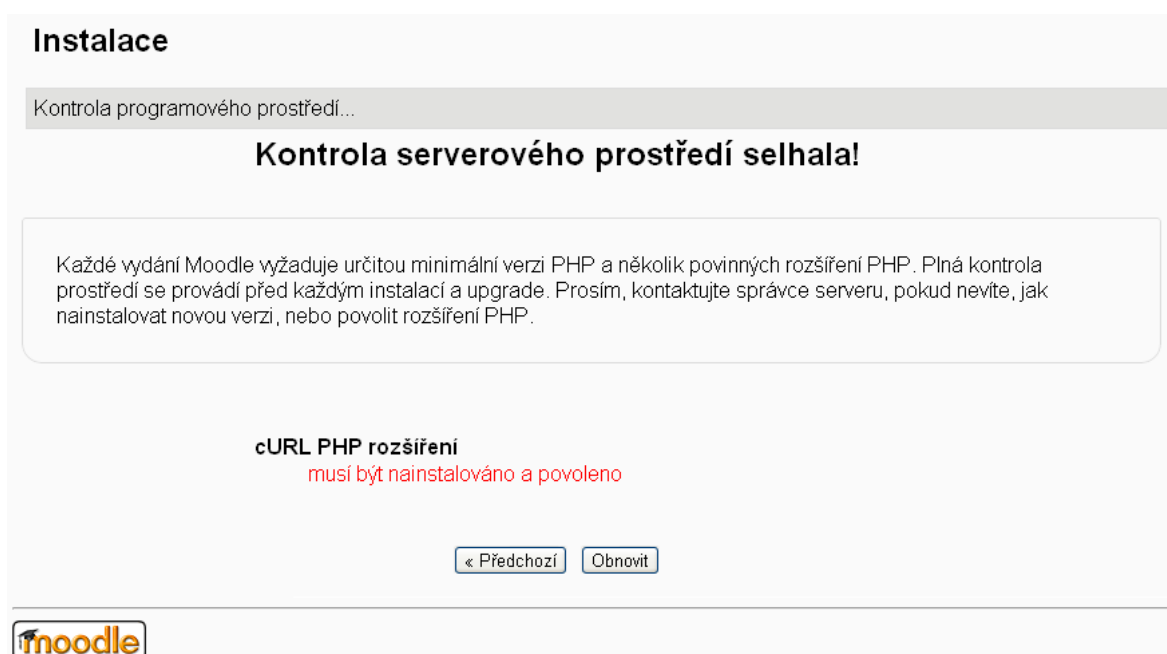 Instalace
Kontrola programového prostředí...
Kontrola serverového prostředí selhala!
Každé vydání Moodle vyžaduje určitou minimální verzi PHP a několik povinných rozšíření PHP. Plná kontrola
prostředí se provádí před každým instalací a upgrade. Prosím, kontaktujte správce serveru, pokud nevíte, jak
nainstalovat novou verzi, nebo povolit rozšíření PHP.
cURL PHP rozšíření
musí být nainstalováno a povoleno
« Předchozí Obnovit
moodle